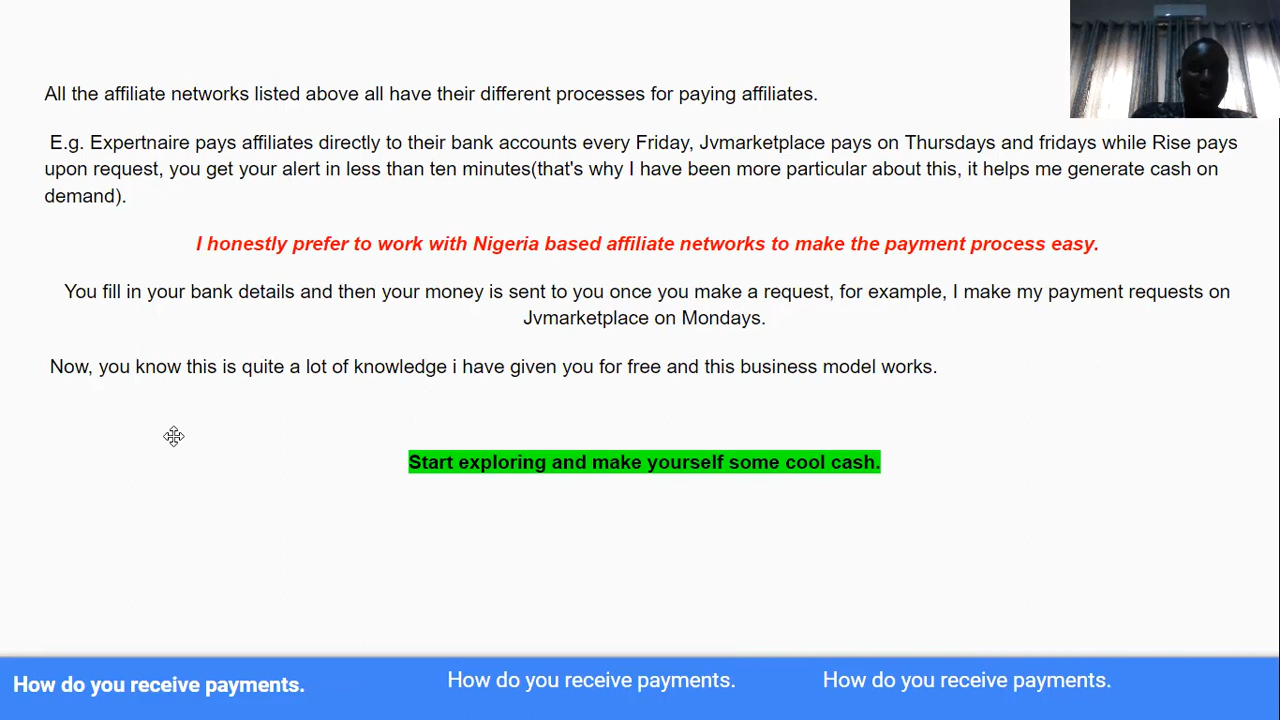 All the affiliate networks listed above all have their different processes for paying affiliates.
E.g. Expertnaire pays affiliates directly to their bank accounts every Friday, Jvmarketplace pays on Thursdays and fridays while Rise pays
upon request, you get your alert in less than ten minutes(that's why I have been more particular about this, it helps me generate cash on
demand).
I honestly prefer to work with Nigeria based affiliate networks to make the payment process easy.
You fill in your bank details and then your money is sent to you once you make a request, for example, I make my payment requests on
Jvmarketplace on Mondays.
Now, you know this is quite a lot of knowledge i have given you for free and this business model works.
Start exploring and make yourself some cool cash.
How do you receive payments.
How do you receive payments.
How do you receive payments.